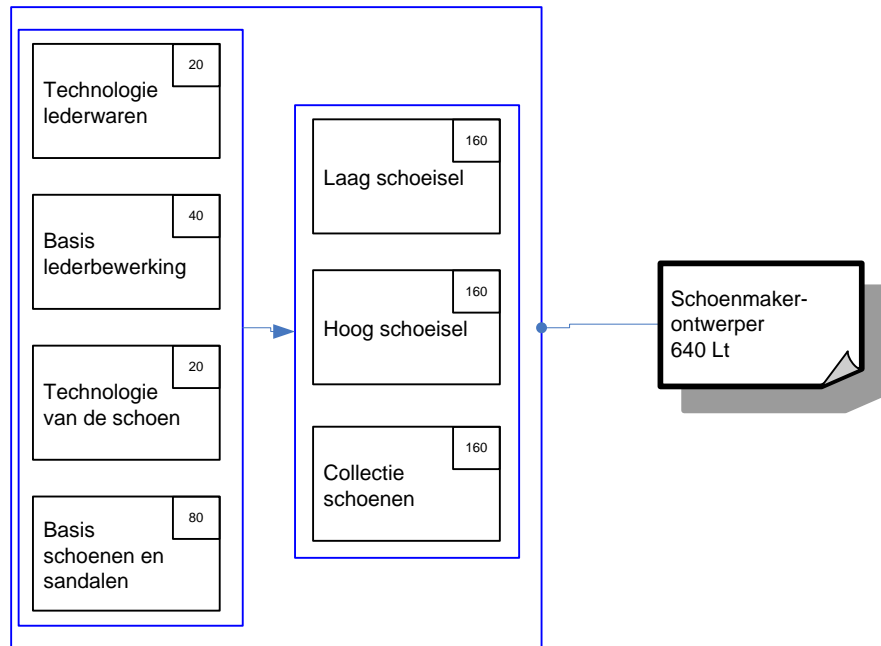 20
Technologie
lederwaren
40
Basis
lederbewerking
20
Technologie
van de schoen
80
Basis
schoenen en
sandalen
160
Laag schoeisel
160
Hoog schoeisel
160
Collectie
schoenen
Schoenmaker-
ontwerper
640 Lt